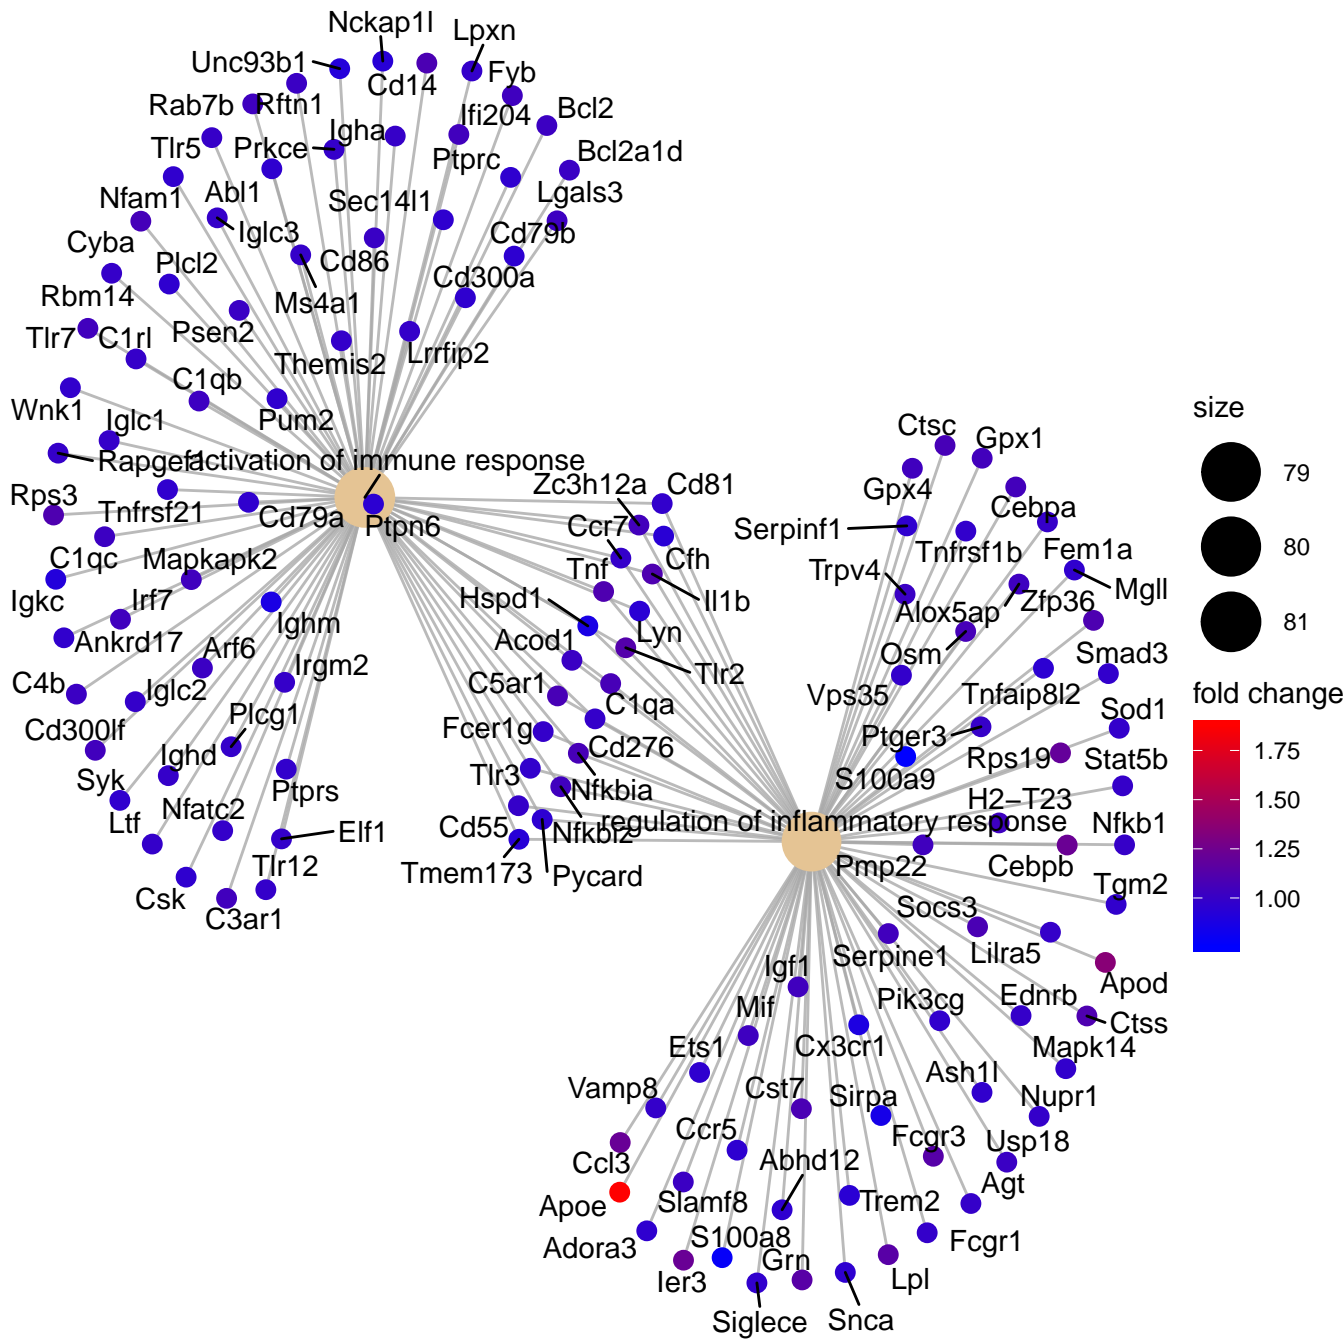 Nckap1l
Lpxn
Unc93b1
Cd14
Fyb
Rab7b
Rftn1
Ifi204
Bcl2
Igha
Tlr5
Prkce
Ptprc
Bcl2a1d
Nfam1
Abl1
Sec14l1
Lgals3
Iglc3
Cd79b
Cyba
Plcl2
Cd86
Cd300a
Rbm14
Ms4a1
Psen2
Tlr7
C1rl
Themis2
Lrrfip2
C1qb
Wnk1
Iglc1
Pum2
Rapgef1
activation of immune response
Rps3
Tnfrsf21
Cd79a
Ptpn6
C1qc
Mapkapk2
Igkc
Irf7
Ighm
Ankrd17
Arf6
Irgm2
C4b
Iglc2
Plcg1
Cd300lf
Ighd
Syk
Nfatc2
Ptprs
Ltf
Elf1
Tlr12
Csk
C3ar1
Zc3h12a
Cd81
Ccr7
Cfh
Tnf
Il1b
Hspd1
Lyn
Acod1
Tlr2
C5ar1
C1qa
Fcer1g
Cd276
Tlr3
Nfkbia
Cd55
Nfkbiz
Tmem173
Pycard
regulation of inflammatory response
Ctsc
Gpx1
Gpx4
Cebpa
Serpinf1
Tnfrsf1b
Fem1a
Trpv4
Mgll
Alox5ap
Zfp36
Osm
Smad3
Vps35
Tnfaip8l2
Ptger3
Sod1
S100a9
Rps19
Stat5b
H2−T23
Nfkb1
Pmp22
Cebpb
Tgm2
Socs3
Serpine1
Lilra5
Apod
Igf1
Pik3cg
Ednrb
Ctss
Mif
Cx3cr1
Mapk14
Ets1
Ash1l
Vamp8
Cst7
Sirpa
Nupr1
Ccr5
Fcgr3
Usp18
Ccl3
Abhd12
Agt
Apoe
Slamf8
Trem2
Adora3
S100a8
Fcgr1
Ier3
Grn
Lpl
Siglece
Snca
size
79
80
81
fold change
1.75
1.50
1.25
1.00